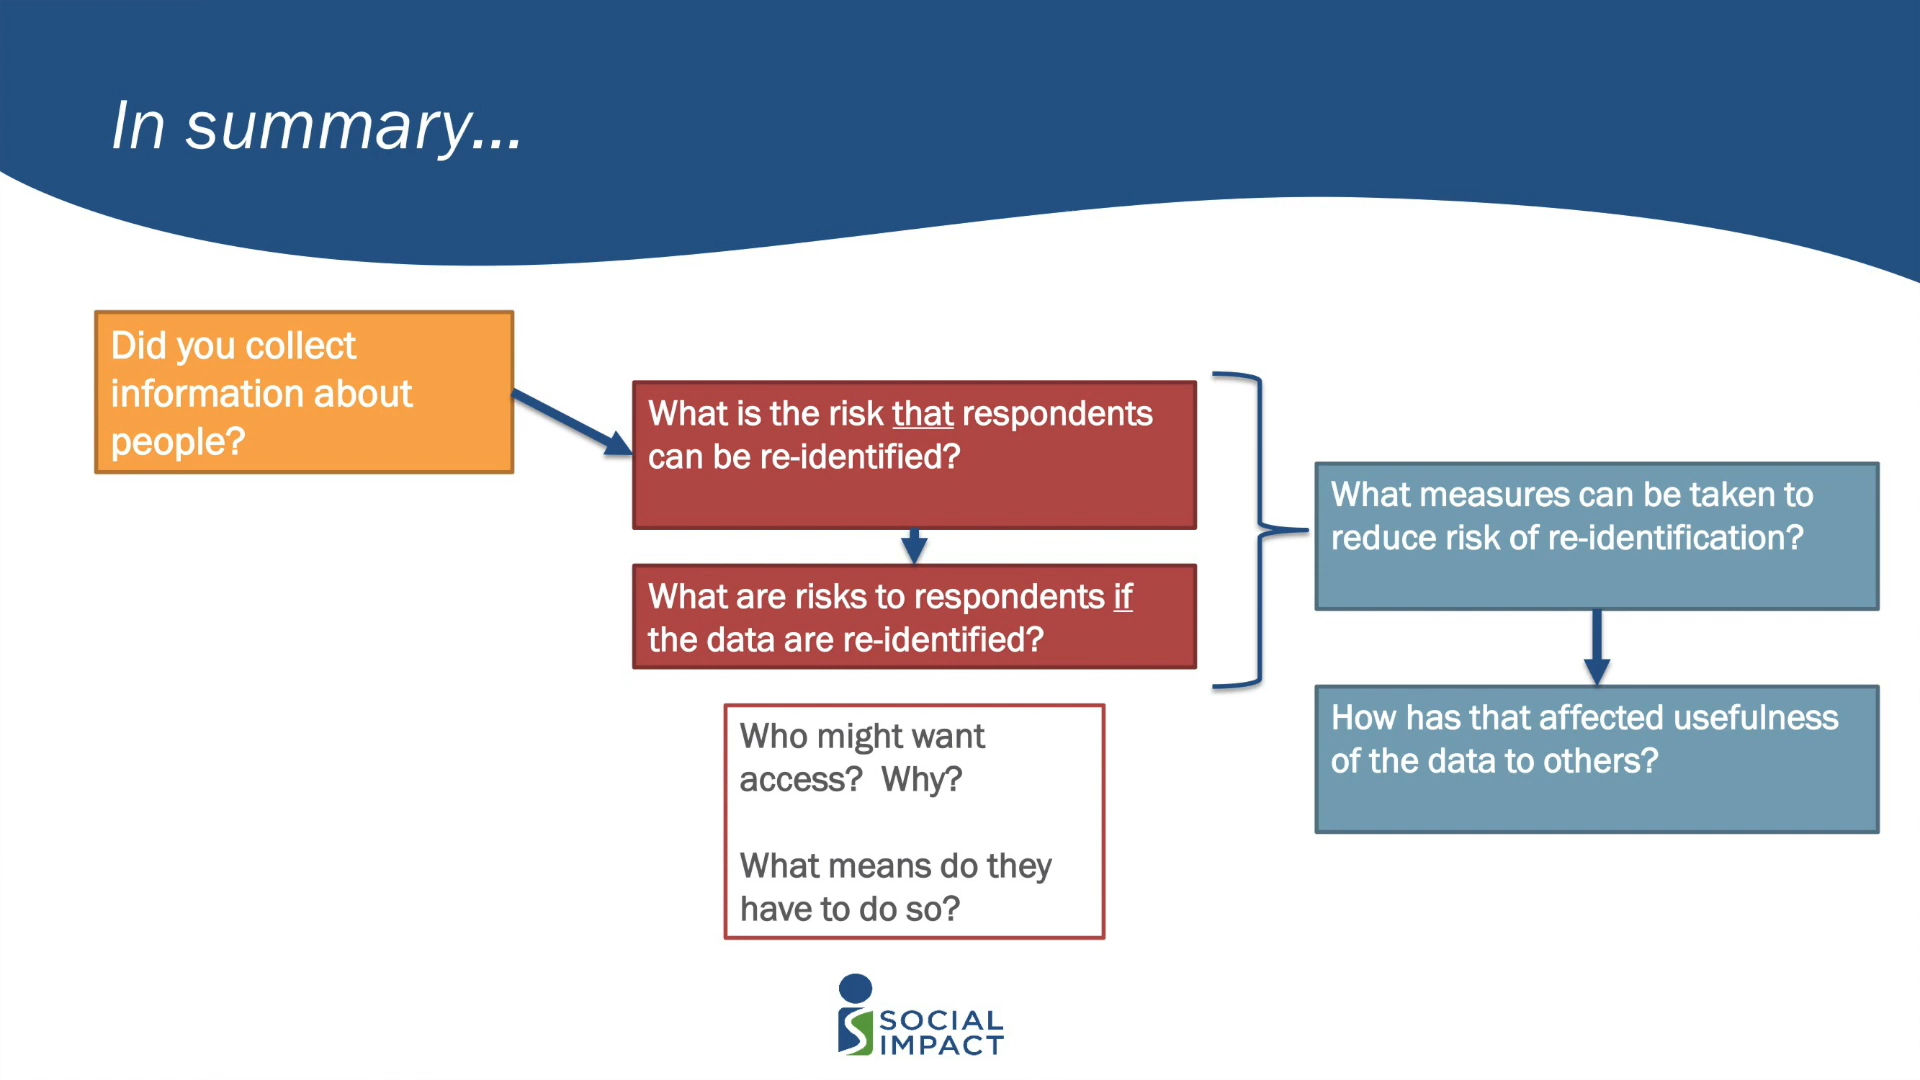 In summary...
Did you collect
information about
people?
What is the risk that respondents
can be re-identified?
What are risks to respondents if
the data are re-identified?
Who might want
access?  Why?
What means do they
have to do so?
What measures can be taken to
reduce risk of re-identification?
How has that affected usefulness
of the data to others?
SOCIAL
IMPACT